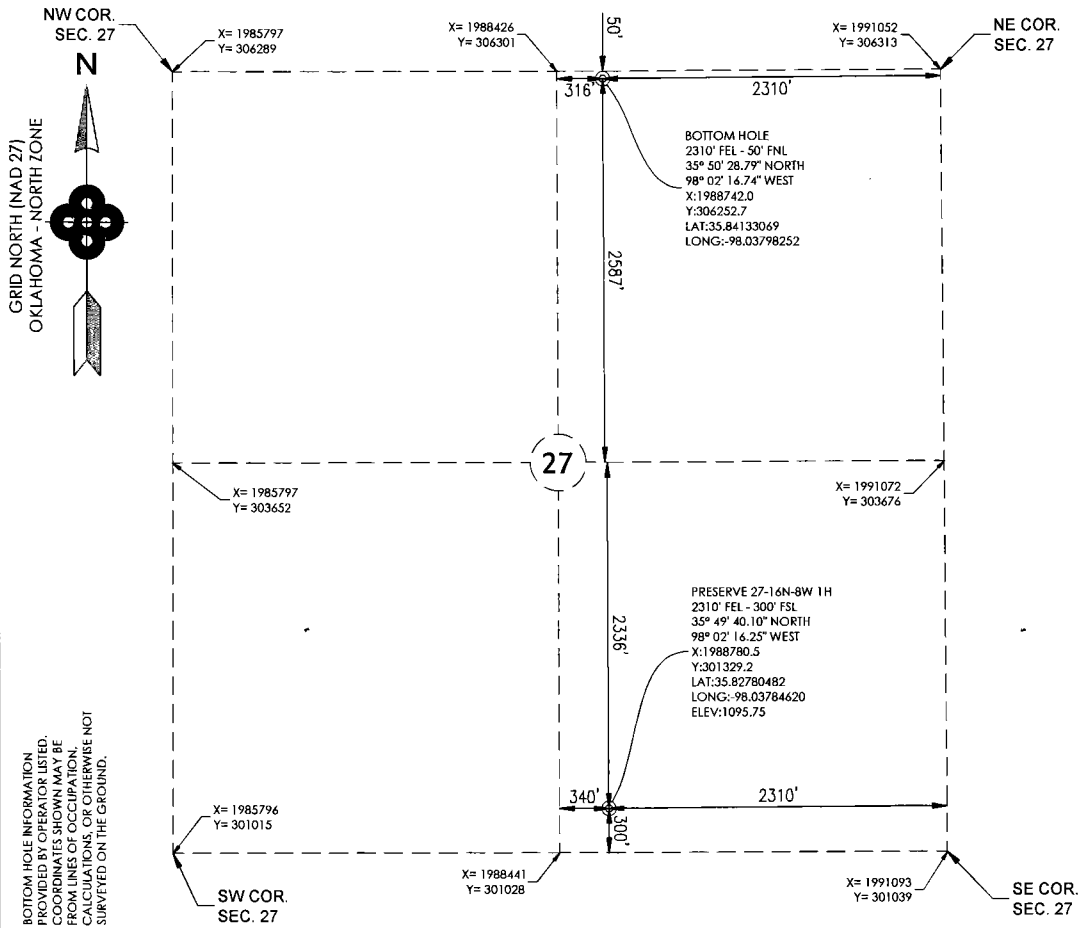 NW COR.
SEC. 27
X= 1985797
Y= 306289
X= 1988426
Y= 306301
50'
X= 1991052
Y= 306313
NE COR.
SEC. 27
N
GRID NORTH (NAD 27)
OKLAHOMA - NORTH ZONE
316'
2310'
BOTTOM HOLE
2310' FEL - 50' FNL
35° 50' 28.79" NORTH
98° 02' 16.74" WEST
X:1988742.0
Y:306252.7
LAT:35.84133069
LONG:-98.03798252
2587'
27
X= 1985797
Y= 303652
X= 1991072
Y= 303676
2336'
PRESERVE 27-16N-8W 1H
2310' FEL - 300' FSL
35° 49' 40.10" NORTH
98° 02' 16.25" WEST
X:1988780.5
Y:301329.2
LAT:35.82780482
LONG:-98.03784620
ELEV:1095.75
340'
2310'
300'
X= 1985796
Y= 301015
SW COR.
SEC. 27
X= 1988441
Y= 301028
X= 1991093
Y= 301039
SE COR.
SEC. 27
BOTTOM HOLE INFORMATION
PROVIDED BY OPERATOR LISTED.
COORDINATES SHOWN MAY BE
FROM LINES OF OCCUPATION,
CALCULATIONS, OR OTHERWISE NOT
SURVEYED ON THE GROUND.